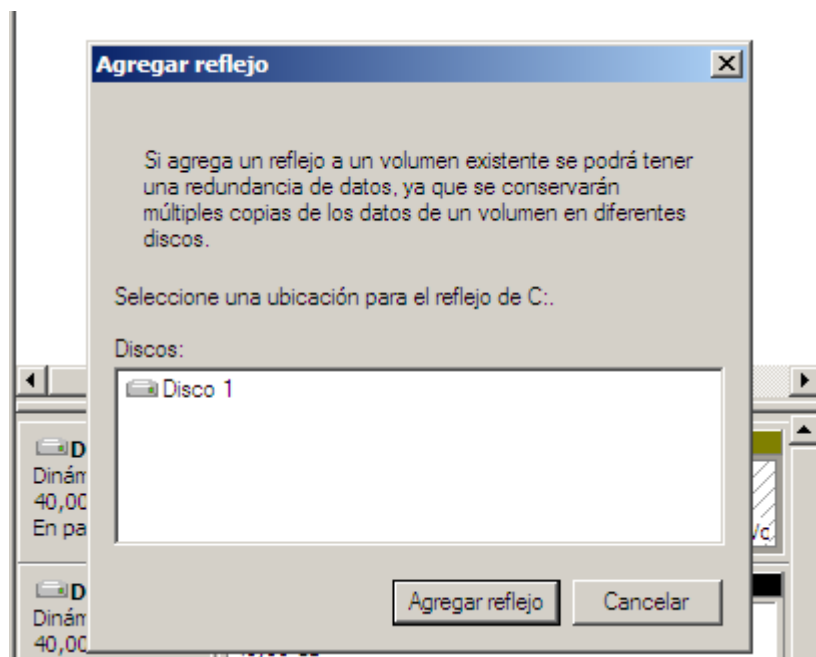 Agregar reflejo
Si agrega un reflejo a un volumen existente se podrá tener
una redundancia de datos, ya que se conservarán
múltiples copias de los datos de un volumen en diferentes
discos.
Seleccione una ubicación para el reflejo de C:.
Discos:
Disco 1
Agregar reflejo
Cancelar
D
Dinám
40,00
En pa
D
Dinám
40,00